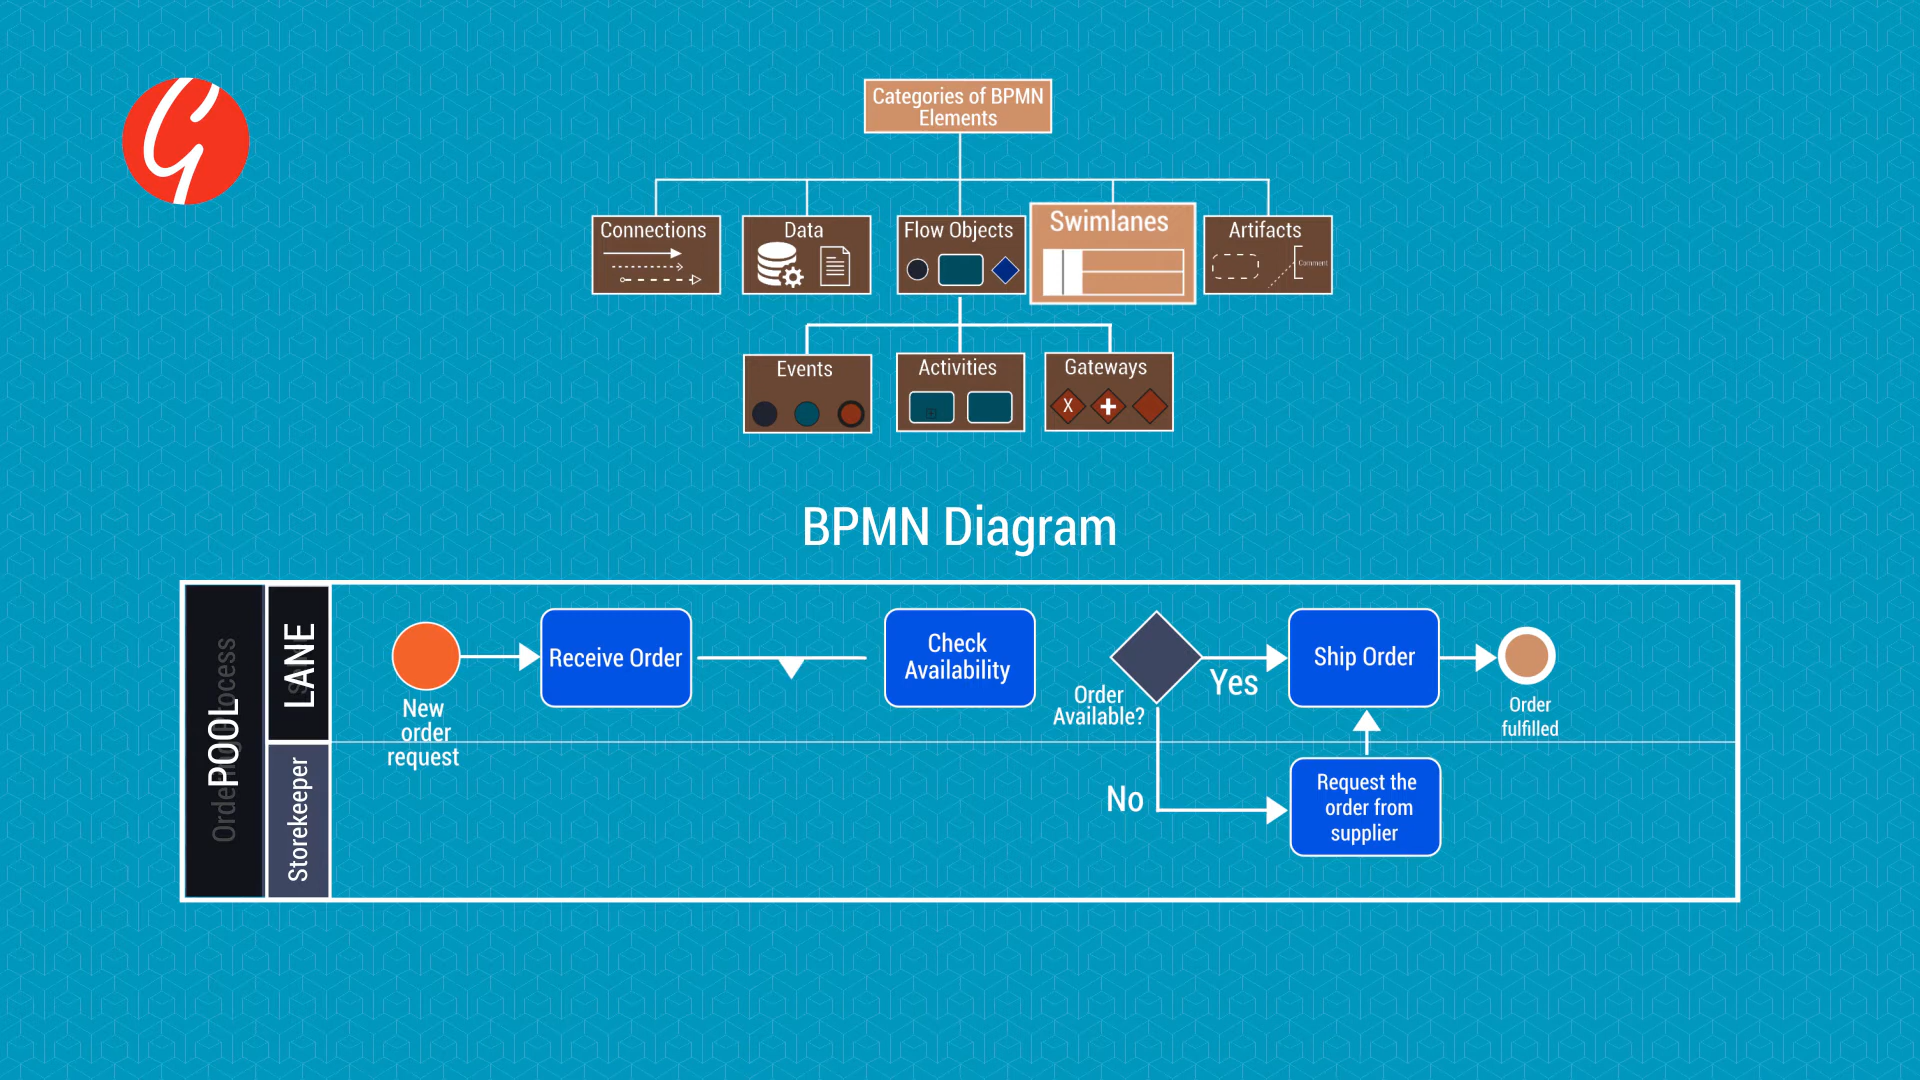 Categories of BPMN
Elements
Connections
Data
Flow Objects
Swimlanes
Artifacts
Comment
Events
Activities
Gateways
X
BPMN Diagram
POOL
LANE
Storekeeper
New
order
request
Receive Order
Check
Availability
Order
Available?
Yes
No
Ship Order
Request the
order from
supplier
Order
fulfilled